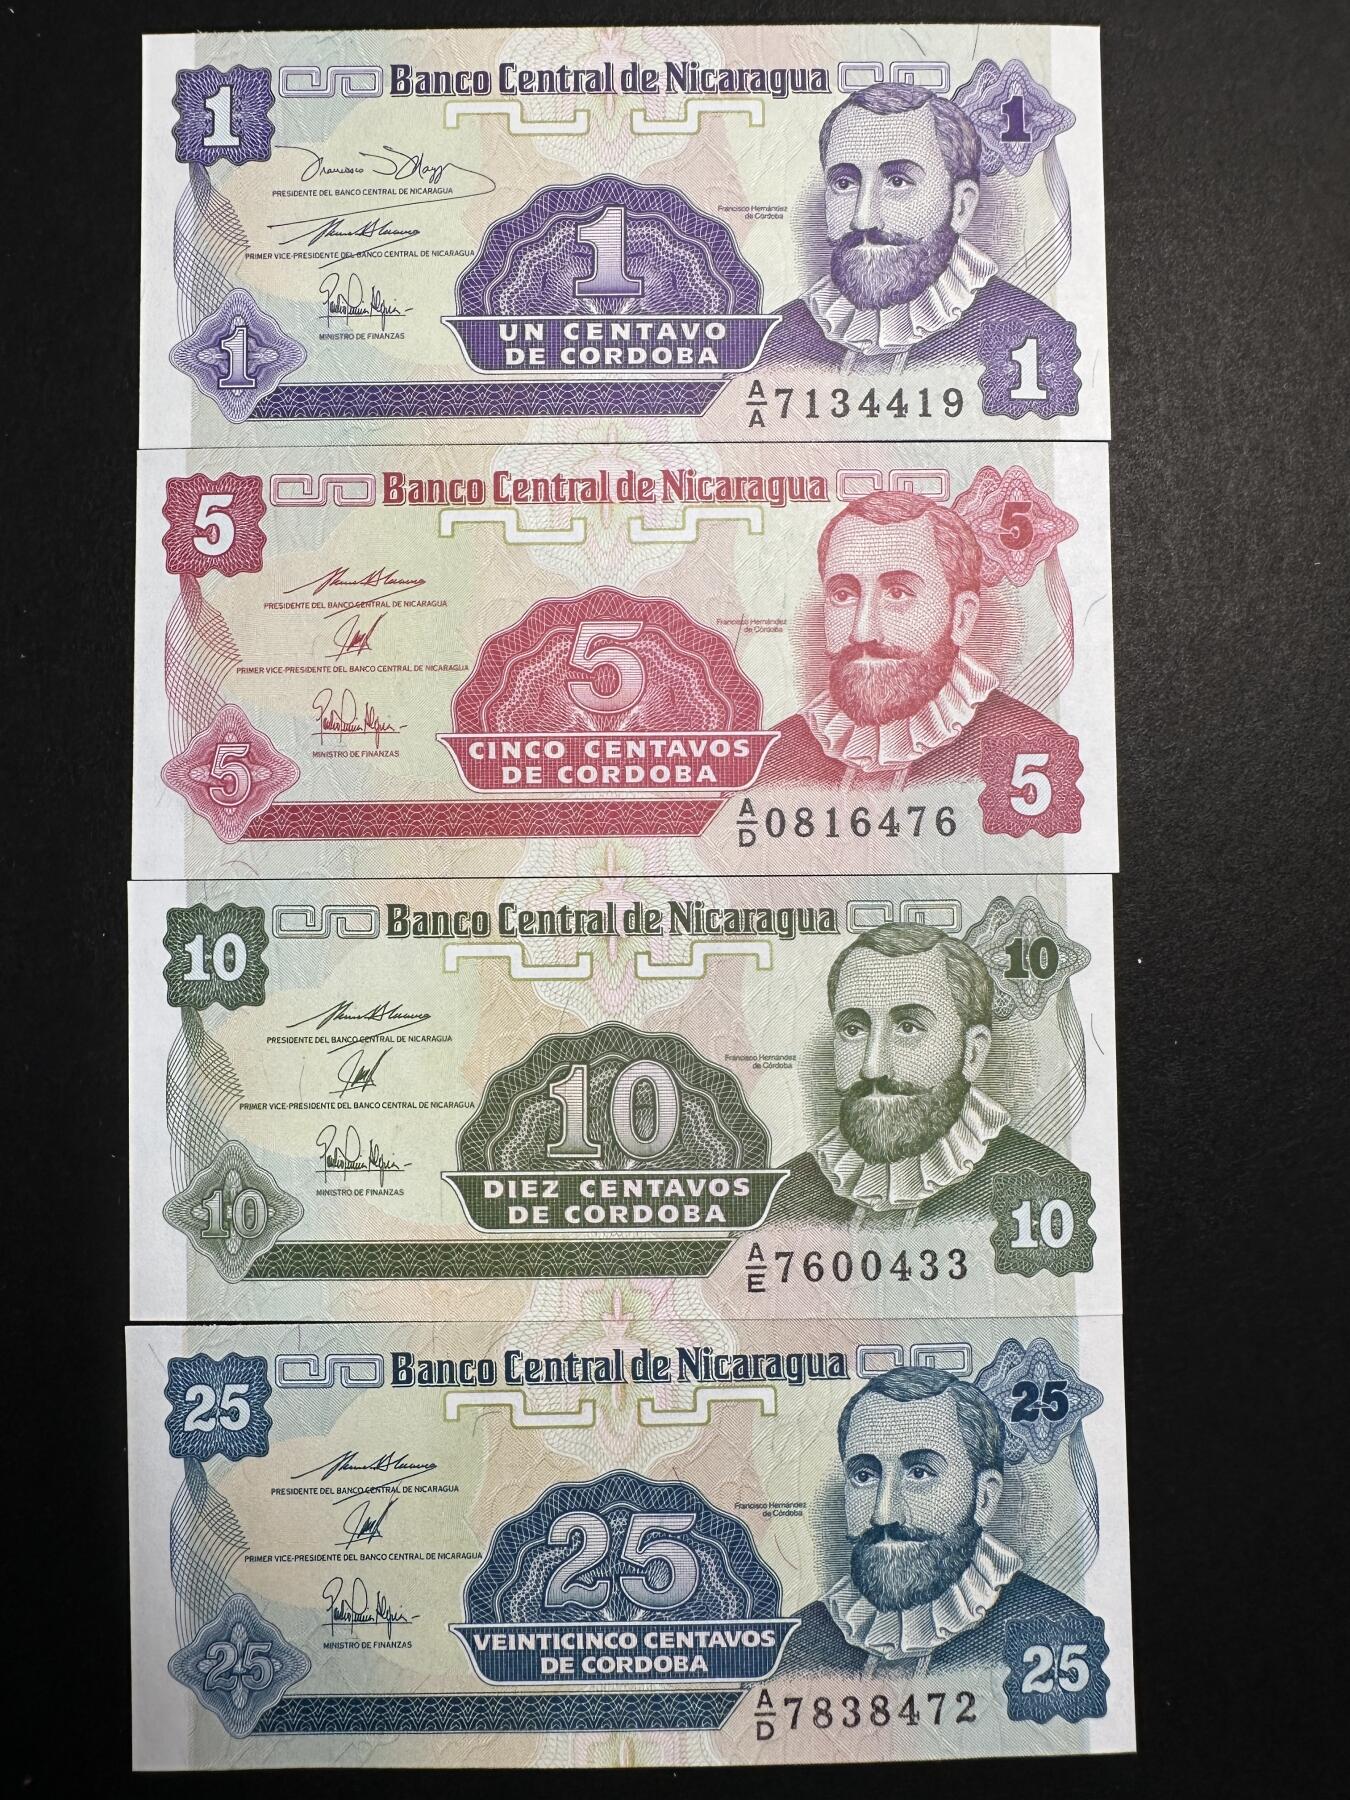 1
Banco Central de Nicaragua
1
PRESIDENTE DEL BANCO CENTRAL DE NICARAGUA
Francisco Hernández
de Córdoba
1
PRIMER VICE-PRESIDENTE DEL BANCO CENTRAL DE NICARAGUA
MINISTRO DE FINANZAS
1
UN CENTAVO
DE CORDOBA
1
A/A 7134419
5
Banco Central de Nicaragua
5
PRESIDENTE DEL BANCO CENTRAL DE NICARAGUA
Francisco Hernández
de Córdoba
5
PRIMER VICE-PRESIDENTE DEL BANCO CENTRAL DE NICARAGUA
MINISTRO DE FINANZAS
5
CINCO CENTAVOS
DE CORDOBA
5
A/D 0816476
10
Banco Central de Nicaragua
10
PRESIDENTE DEL BANCO CENTRAL DE NICARAGUA
Francisco Hernández
de Córdoba
10
PRIMER VICE-PRESIDENTE DEL BANCO CENTRAL DE NICARAGUA
MINISTRO DE FINANZAS
10
DIEZ CENTAVOS
DE CORDOBA
10
A/E 7600433
25
Banco Central de Nicaragua
25
PRESIDENTE DEL BANCO CENTRAL DE NICARAGUA
Francisco Hernández
de Córdoba
25
PRIMER VICE-PRESIDENTE DEL BANCO CENTRAL DE NICARAGUA
MINISTRO DE FINANZAS
25
VEINTICINCO CENTAVOS
DE CORDOBA
25
A/D 7838472